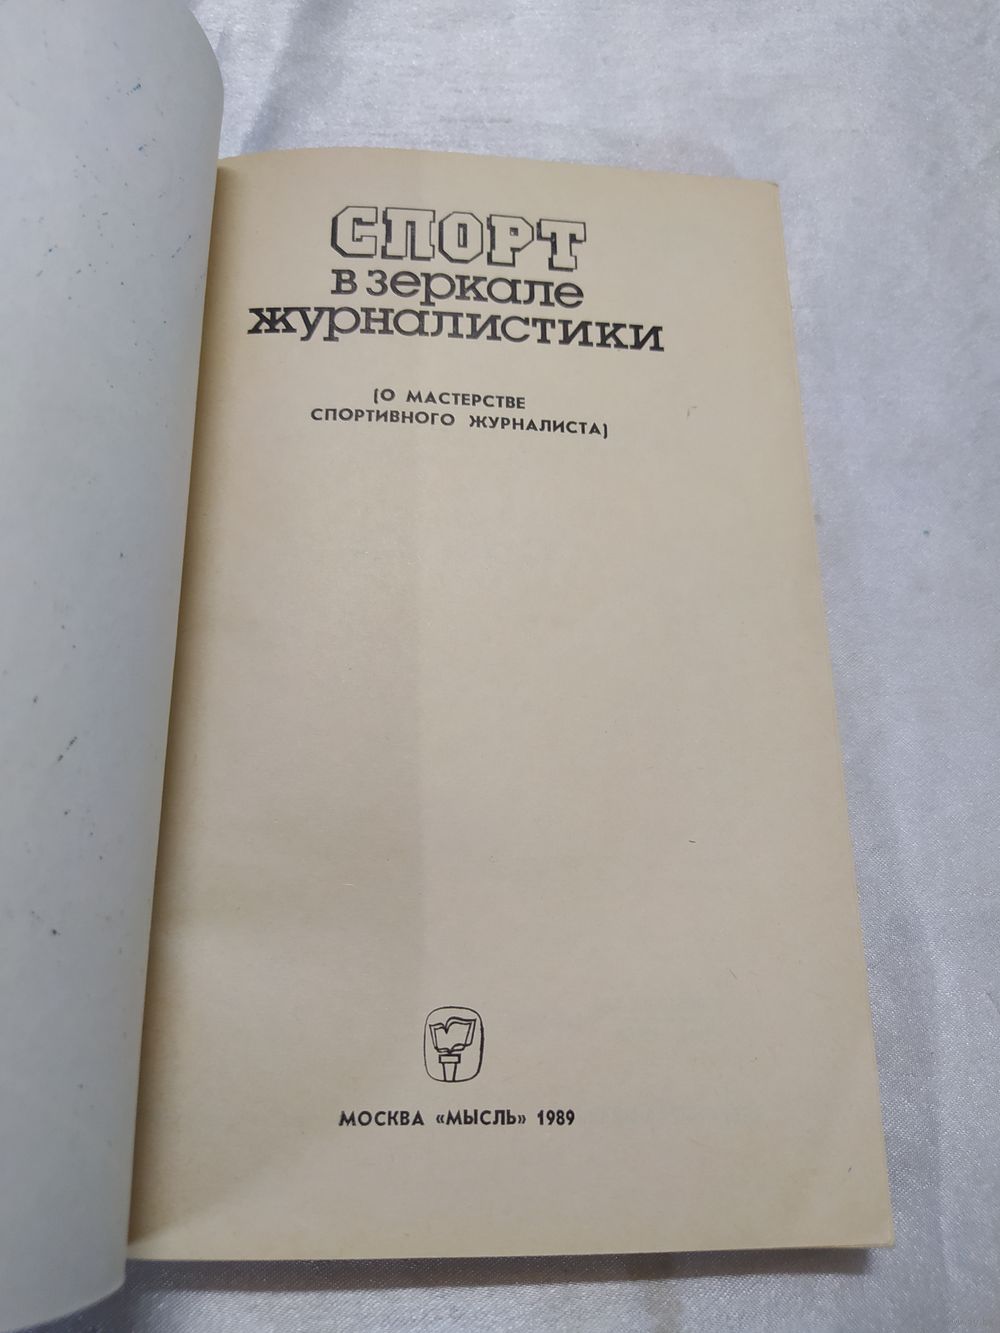 СПОРТ
в зеркале
журналистики
(О МАСТЕРСТВЕ
СПОРТИВНОГО ЖУРНАЛИСТА)
МОСКВА «МЫСЛЬ» 1989